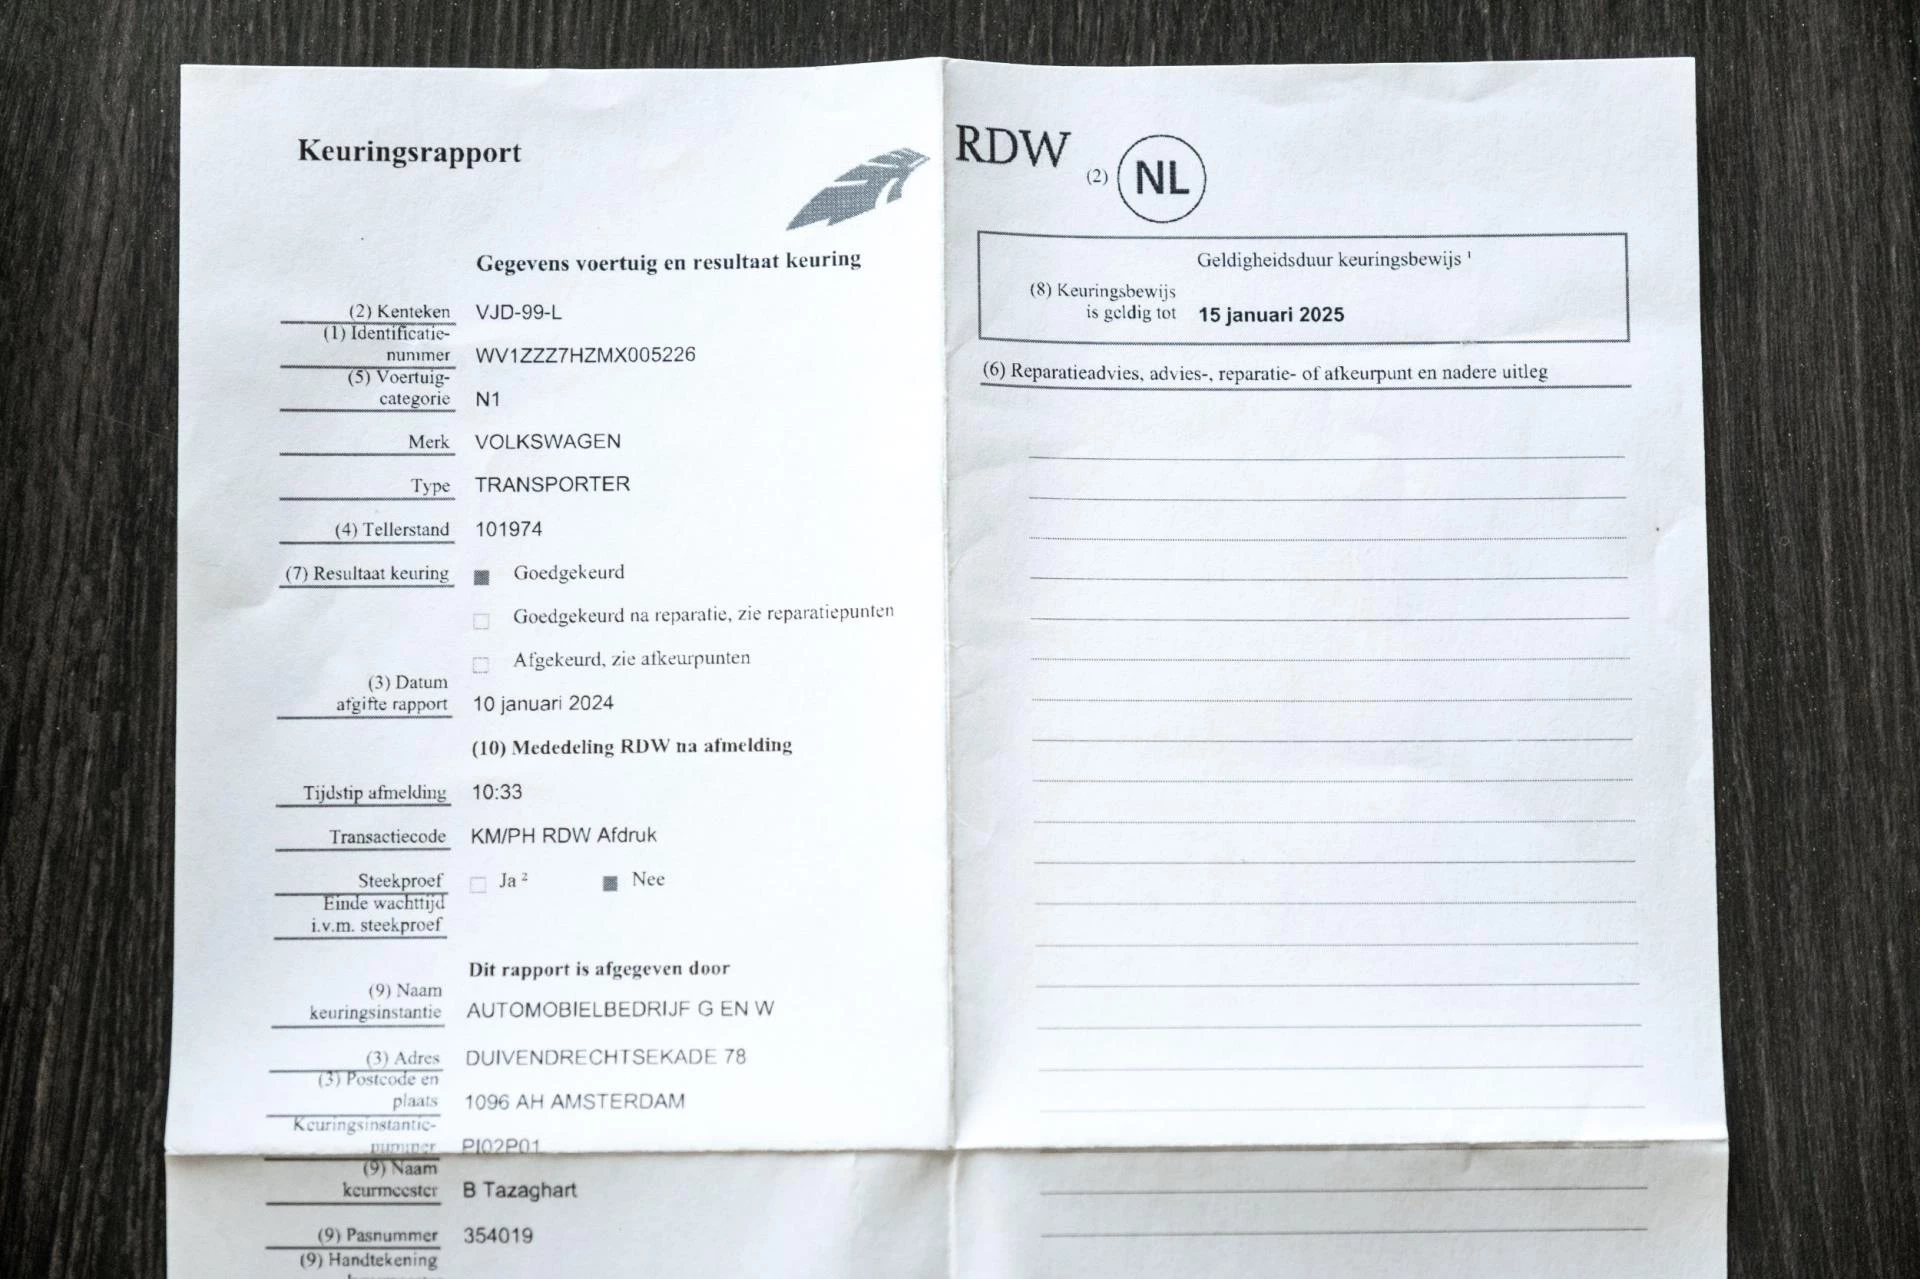 Keuringsrapport
RDW
(2) NL
Gegevens voertuig en resultaat keuring
(2) Kenteken VJD-99-L
(1) Identificatie-
nummer WV1ZZZ7HZMX005226
(5) Voertuig-
categorie N1
Merk VOLKSWAGEN
Type TRANSPORTER
(4) Tellerstand 101974
(7) Resultaat keuring Goedgekeurd
Goedgekeurd na reparatie, zie reparatiepunten
Afgekeurd, zie afkeurpunten
(3) Datum
afgifte rapport 10 januari 2024
(10) Mededeling RDW na afmelding
Tijdstip afmelding 10:33
Transactiecode KM/PH RDW Afdruk
Steekproef Ja ² Nee
Einde wachttijd
i.v.m. steekproef
Dit rapport is afgegeven door
(9) Naam
keuringsinstantie AUTOMOBIELBEDRIJF G EN W
(3) Adres DUIVENDRECHTSEKADE 78
(3) Postcode en
plaats 1096 AH AMSTERDAM
Keuringsinstantie-
nummer PI02P01
(9) Naam
keurmeester B Tazaghart
(9) Pasnummer 354019
(9) Handtekening
Geldigheidsduur keuringsbewijs ¹
(8) Keuringsbewijs
is geldig tot 15 januari 2025
(6) Reparatieadvies, advies-, reparatie- of afkeurpunt en nadere uitleg